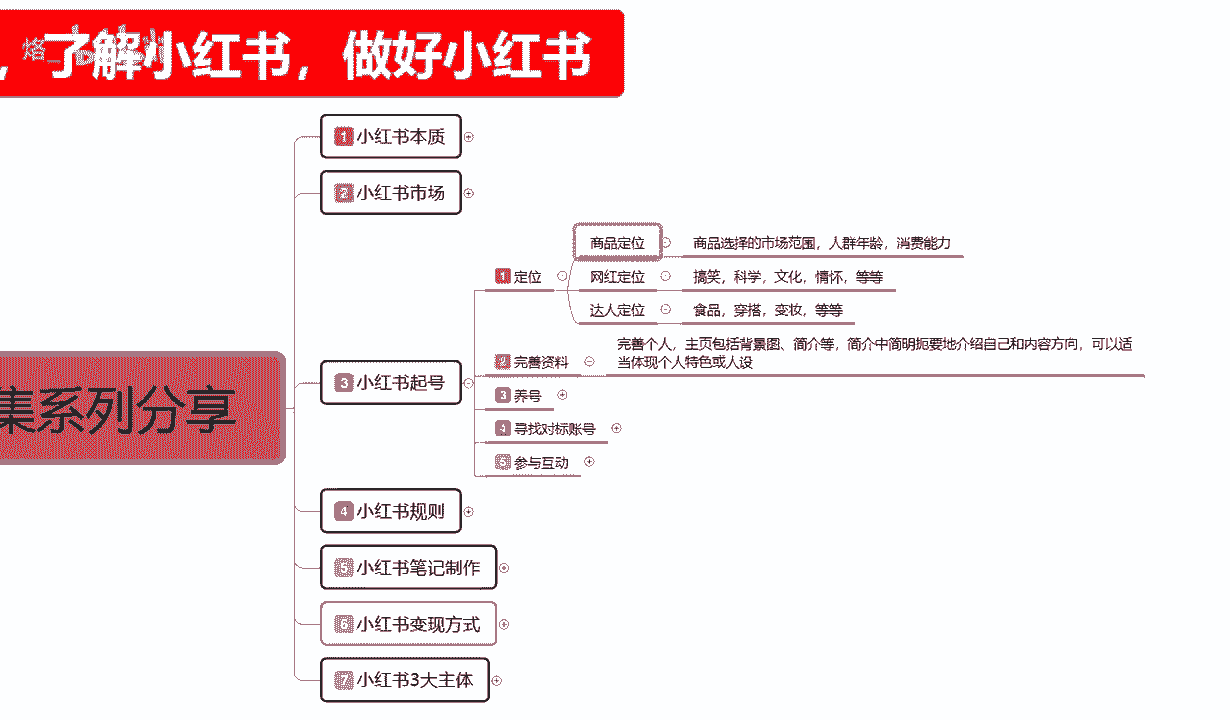 ，了解小红书，做好小红书
1 小红书本质
2 小红书市场
集系列分享
3 小红书起号
1 定位
商品定位
商品选择的市场范围，人群年龄，消费能力
网红定位
搞笑，科学，文化，情怀，等等
达人定位
食品，穿搭，变妆，等等
2 完善资料
完善个人，主页包括背景图、简介等，简介中简明扼要地介绍自己和内容方向，可以适
当体现个人特色或人设
3 养号
4 寻找对标账号
5 参与互动
4 小红书规则
5 小红书笔记制作
6 小红书变现方式
7 小红书3大主体